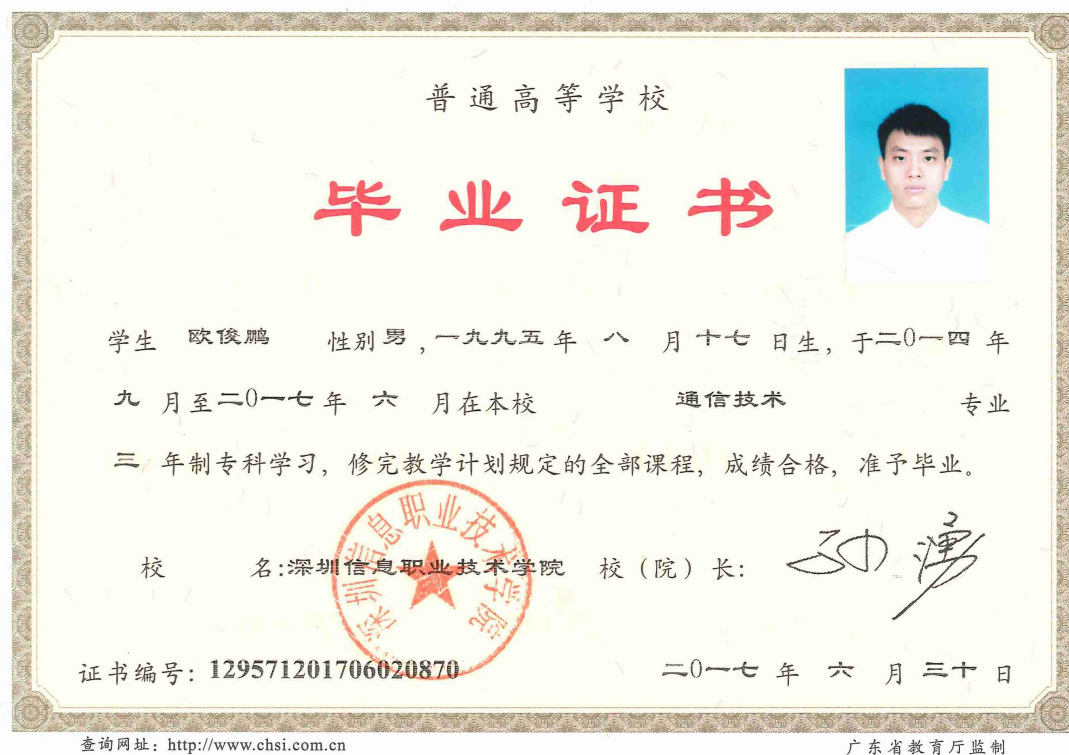 普通高等学校
毕业证书
学生 欧俊鹏 性别 男，一九九五年 八 月 十七 日生，于二0一四 年
九 月至二0一七年 六 月在本校 通信技术 专业
三 年制专科学习，修完教学计划规定的全部课程，成绩合格，准予毕业。
深圳信息职业技术学院
校 名:深圳信息职业技术学院 校（院）长:
证书编号：129571201706020870 二0一七 年 六 月 三十 日
查询网址：http://www.chsi.com.cn 广东省教育厅监制